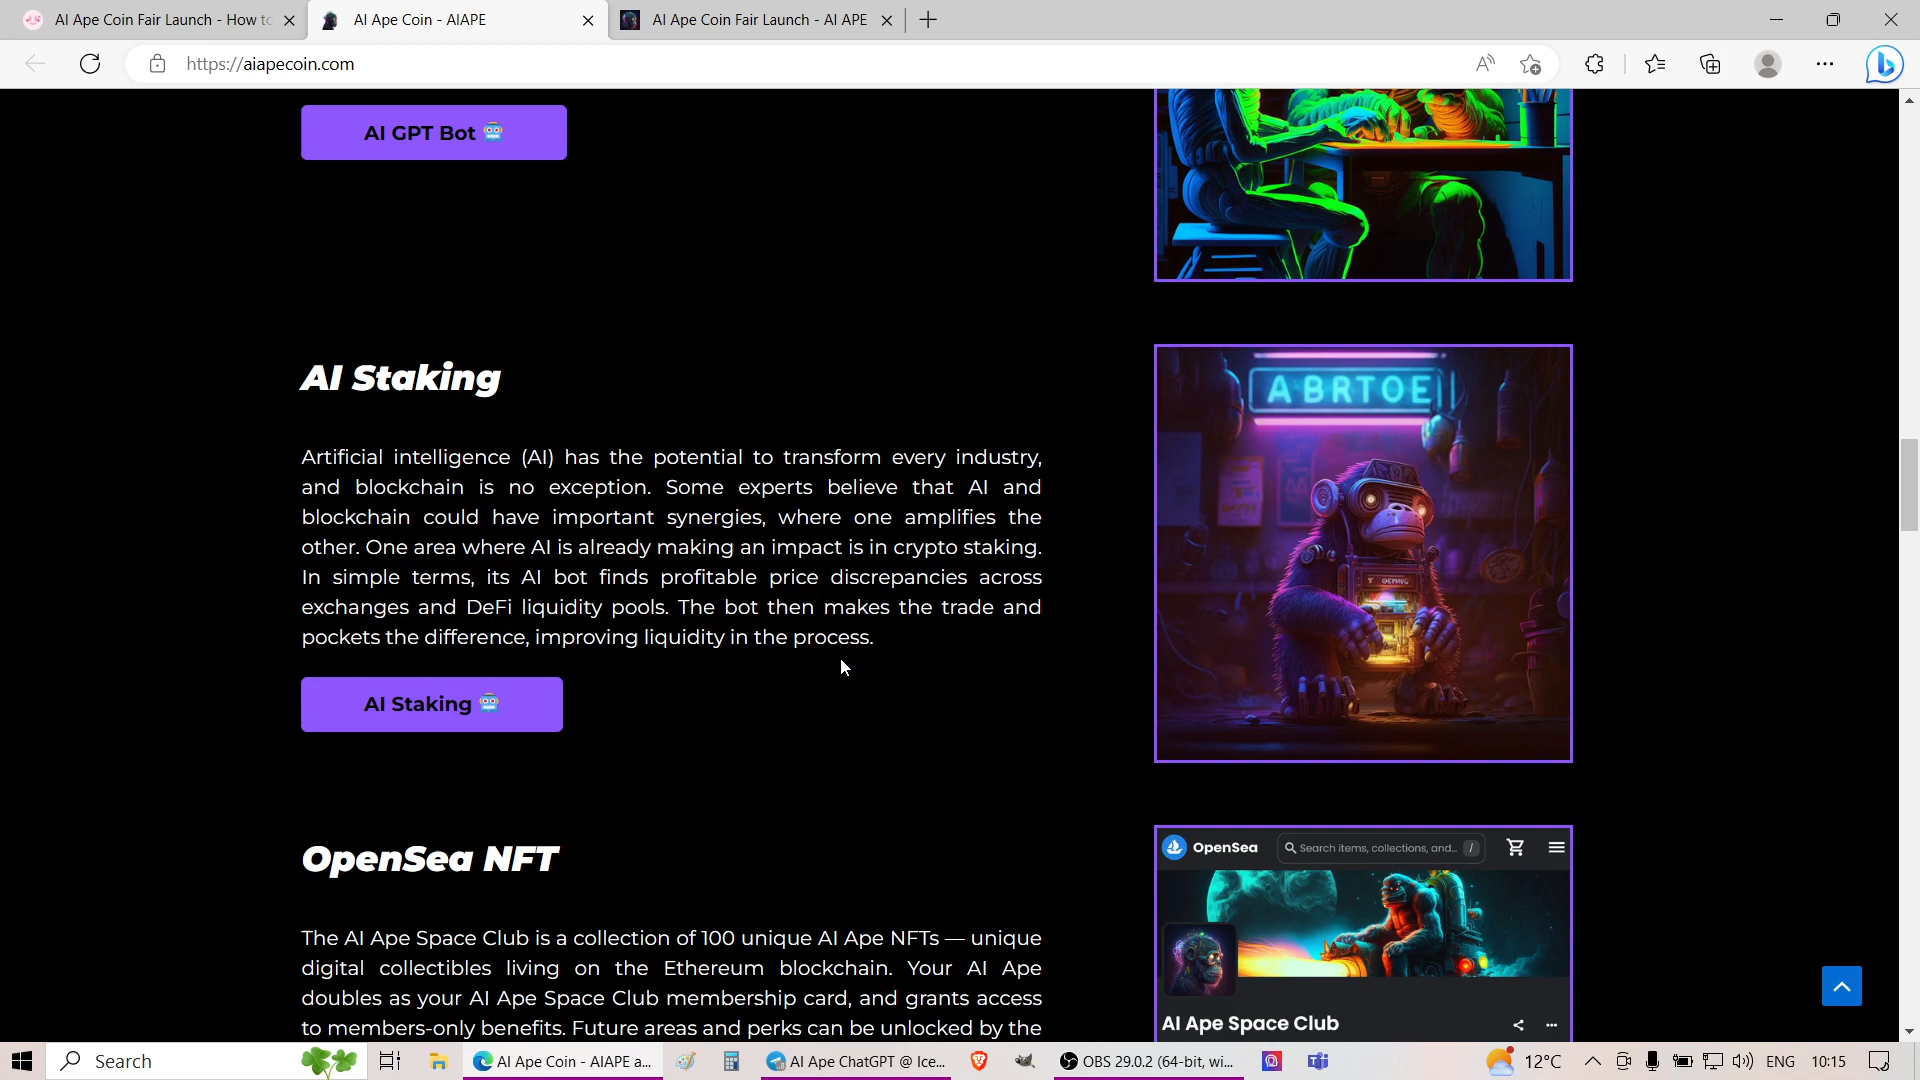 AI Ape Coin Fair Launch - How to
AI Ape Coin - AIAPE
AI Ape Coin Fair Launch - AI APE
https://aiapecoin.com
AI GPT Bot
AI Staking
Artificial intelligence (AI) has the potential to transform every industry,
and blockchain is no exception. Some experts believe that AI and
blockchain could have important synergies, where one amplifies the
other. One area where AI is already making an impact is in crypto staking.
In simple terms, its AI bot finds profitable price discrepancies across
exchanges and DeFi liquidity pools. The bot then makes the trade and
pockets the difference, improving liquidity in the process.
AI Staking
ABRTOE
OpenSea NFT
The AI Ape Space Club is a collection of 100 unique AI Ape NFTs — unique
digital collectibles living on the Ethereum blockchain. Your AI Ape
doubles as your AI Ape Space Club membership card, and grants access
to members-only benefits. Future areas and perks can be unlocked by the
OpenSea
Search items, collections, and... /
AI Ape Space Club
Search
AI Ape Coin - AIAPE a...
AI Ape ChatGPT @ Ice...
OBS 29.0.2 (64-bit, wi...
12°C
ENG
10:15